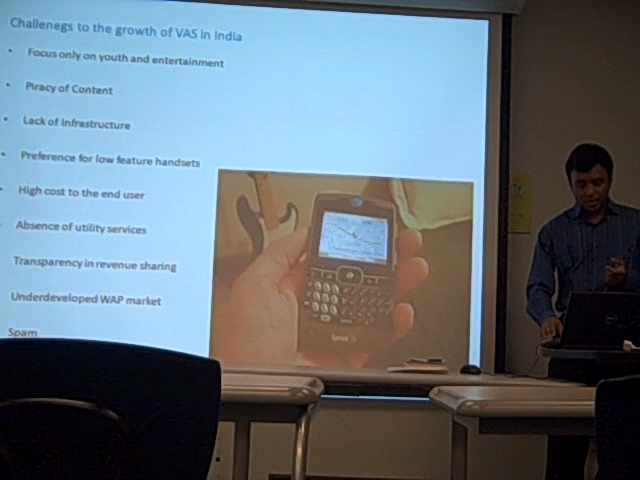 Challenegs to the growth of VAS in India
• Focus only on youth and entertainment
• Piracy of Content
• Lack of Infrastructure
• Preference for low feature handsets
• High cost to the end user
Absence of utility services
Transparency in revenue sharing
Underdeveloped WAP market
Spam